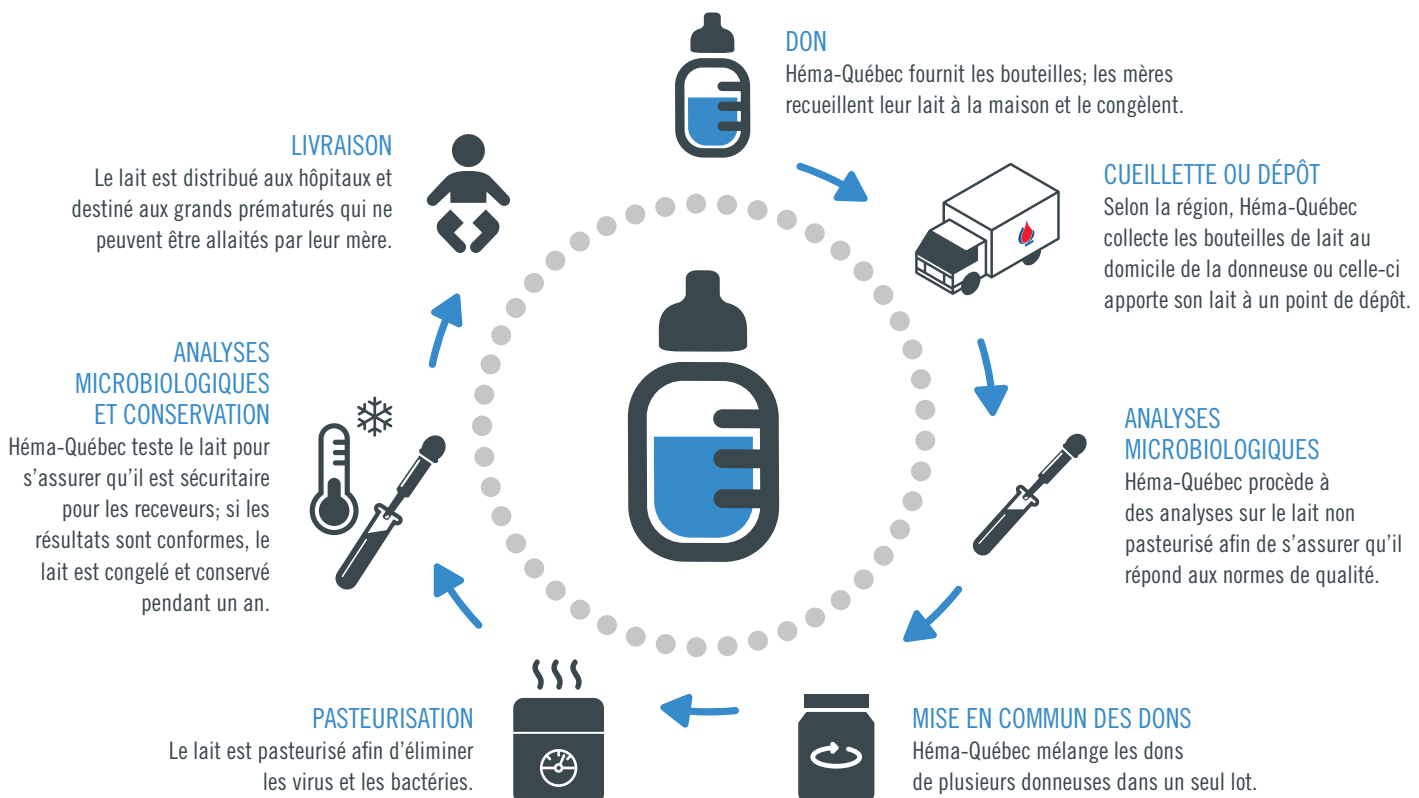 DON
Héma-Québec fournit les bouteilles; les mères
recueillent leur lait à la maison et le congèlent.
CUEILLETTE OU DÉPÔT
Selon la région, Héma-Québec
collecte les bouteilles de lait au
domicile de la donneuse ou celle-ci
apporte son lait à un point de dépôt.
ANALYSES
MICROBIOLOGIQUES
Héma-Québec procède à
des analyses sur le lait non
pasteurisé afin de s’assurer qu’il
répond aux normes de qualité.
MISE EN COMMUN DES DONS
Héma-Québec mélange les dons
de plusieurs donneuses dans un seul lot.
PASTEURISATION
Le lait est pasteurisé afin d’éliminer
les virus et les bactéries.
ANALYSES
MICROBIOLOGIQUES
ET CONSERVATION
Héma-Québec teste le lait pour
s’assurer qu’il est sécuritaire
pour les receveurs; si les
résultats sont conformes, le
lait est congelé et conservé
pendant un an.
LIVRAISON
Le lait est distribué aux hôpitaux et
destiné aux grands prématurés qui ne
peuvent être allaités par leur mère.